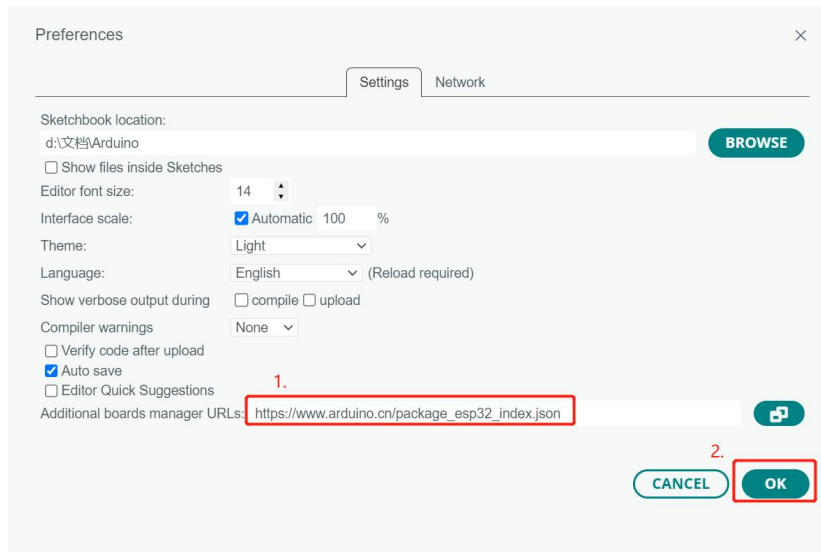 Preferences
Settings Network
Sketchbook location:
d:\文档\Arduino
BROWSE
Show files inside Sketches
Editor font size: 14
Interface scale: Automatic 100 %
Theme: Light
Language: English (Reload required)
Show verbose output during compile upload
Compiler warnings None
Verify code after upload
Auto save
Editor Quick Suggestions
1.
Additional boards manager URLs: https://www.arduino.cn/package_esp32_index.json
2.
CANCEL OK